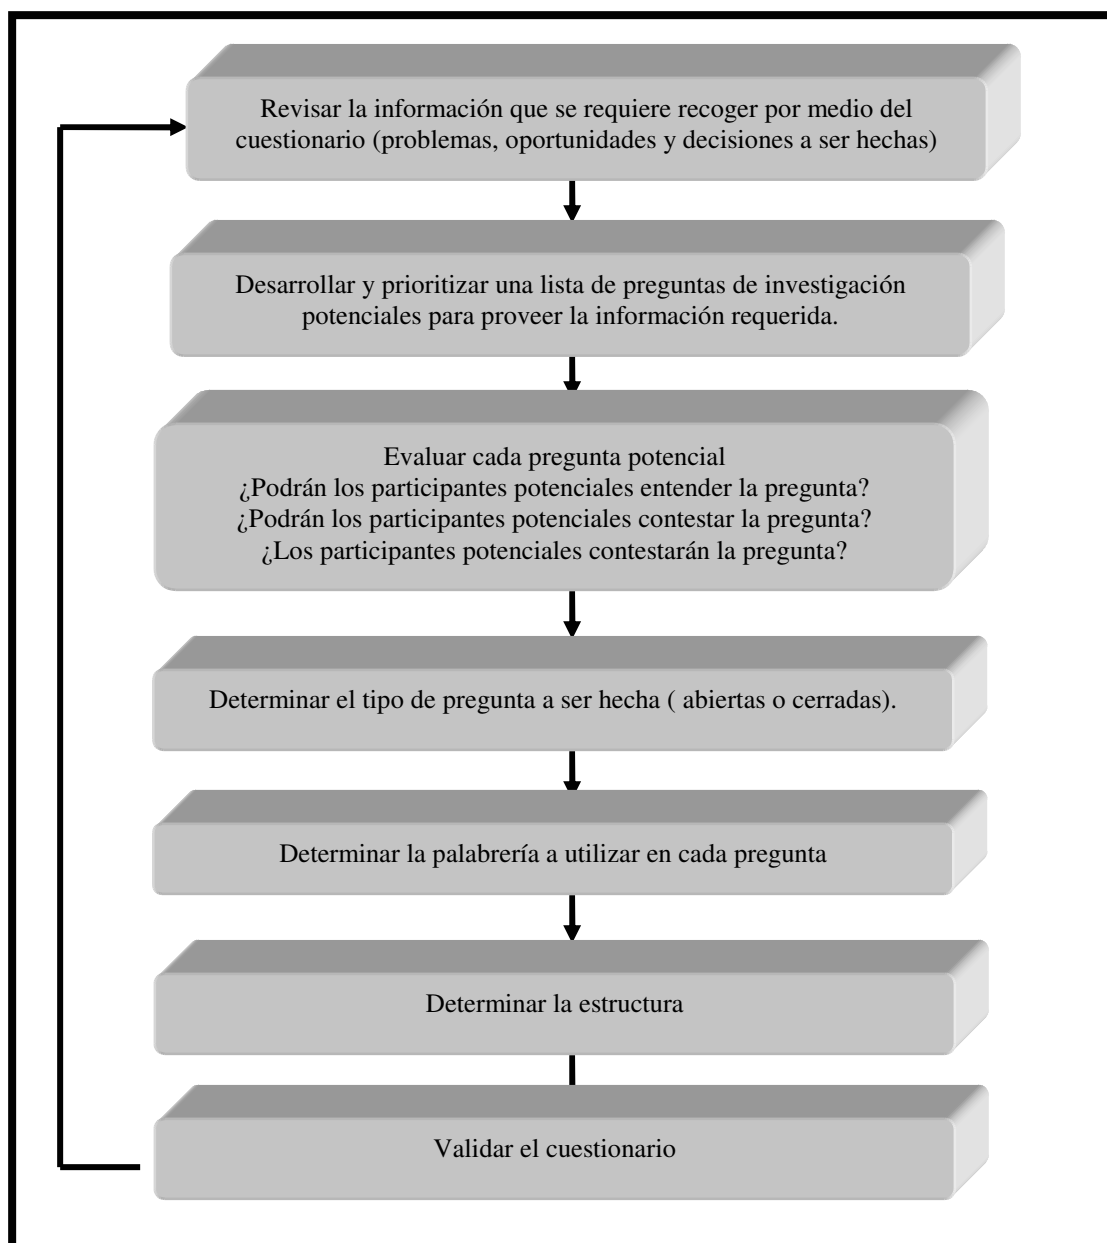 Revisar la información que se requiere recoger por medio del
cuestionario (problemas, oportunidades y decisiones a ser hechas)
Desarrollar y prioritizar una lista de preguntas de investigación
potenciales para proveer la información requerida.
Evaluar cada pregunta potencial
¿Podrán los participantes potenciales entender la pregunta?
¿Podrán los participantes potenciales contestar la pregunta?
¿Los participantes potenciales contestarán la pregunta?
Determinar el tipo de pregunta a ser hecha ( abiertas o cerradas).
Determinar la palabrería a utilizar en cada pregunta
Determinar la estructura
Validar el cuestionario